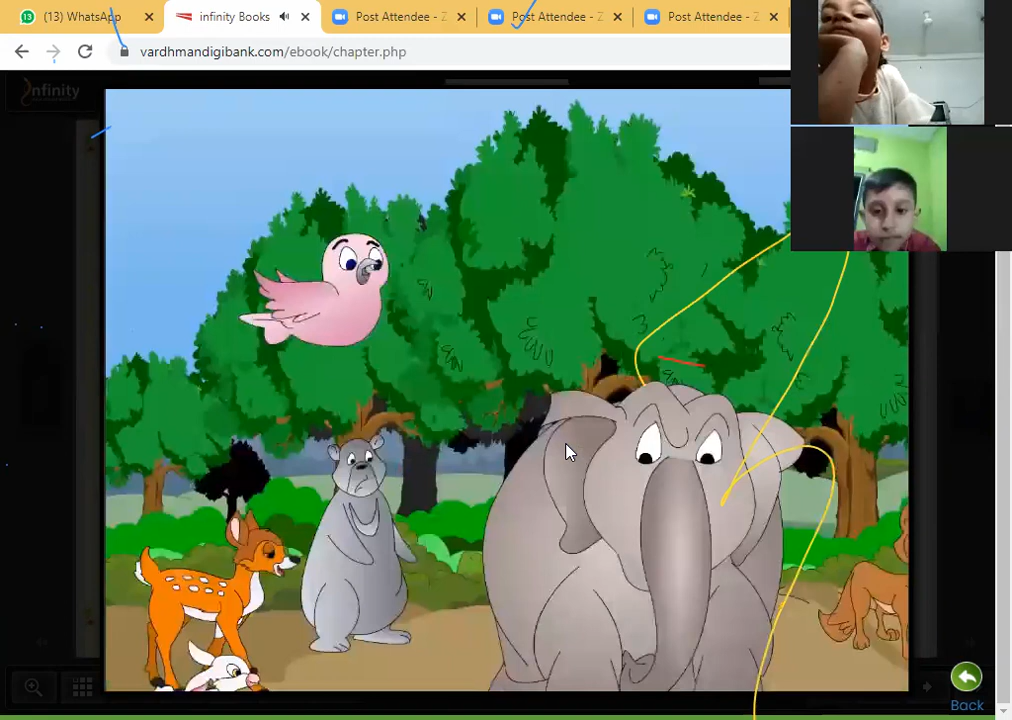 (13) WhatsApp
infinity Books
Post Attendee - Z
Post Attendee - Z
Post Attendee - Z
vardhmandigibank.com/ebook/chapter.php
infinity
Back